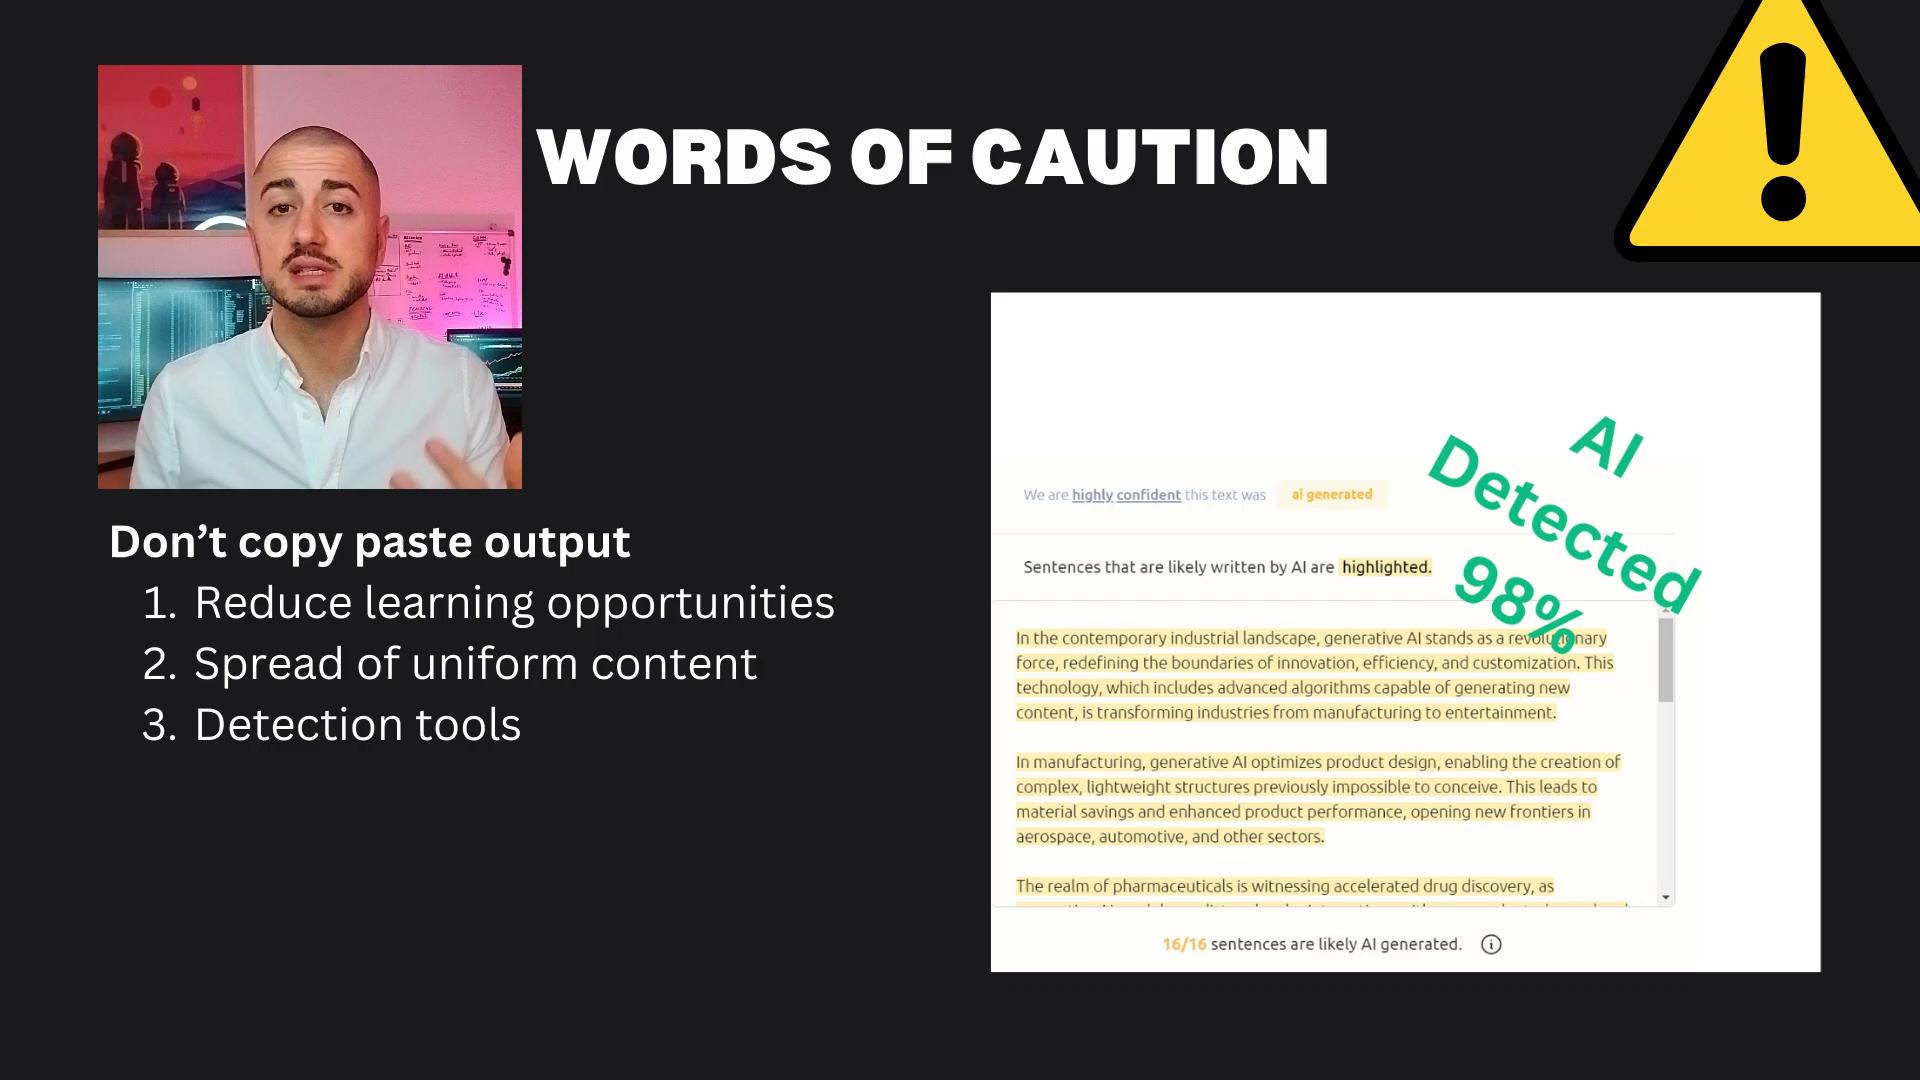 WORDS OF CAUTION
Don’t copy paste output
1. Reduce learning opportunities
2. Spread of uniform content
3. Detection tools
AI
Detected
98%
We are highly confident this text was ai generated
Sentences that are likely written by AI are highlighted.
In the contemporary industrial landscape, generative AI stands as a revolutionary
force, redefining the boundaries of innovation, efficiency, and customization. This
technology, which includes advanced algorithms capable of generating new
content, is transforming industries from manufacturing to entertainment.
In manufacturing, generative AI optimizes product design, enabling the creation of
complex, lightweight structures previously impossible to conceive. This leads to
material savings and enhanced product performance, opening new frontiers in
aerospace, automotive, and other sectors.
The realm of pharmaceuticals is witnessing accelerated drug discovery, as
16/16 sentences are likely AI generated.